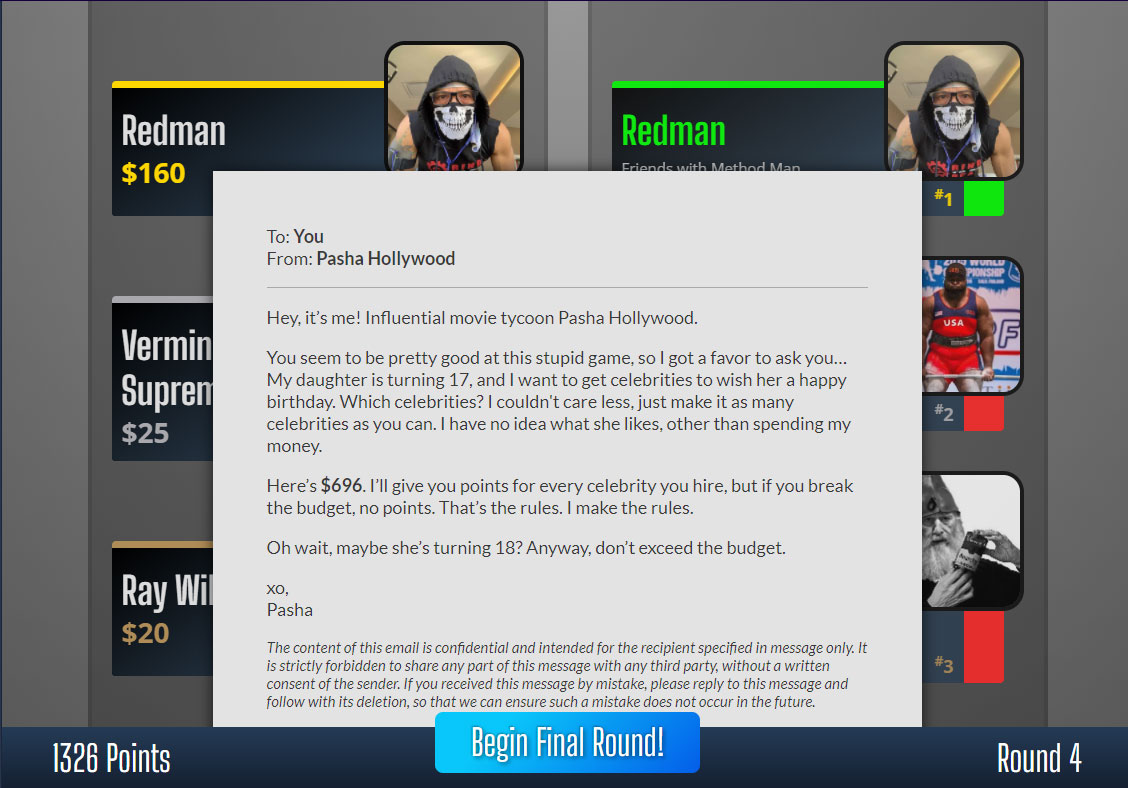 Redman
$160
Redman
Friends with Method Man
#1
To: You
From: Pasha Hollywood
Hey, it's me! Influential movie tycoon Pasha Hollywood.
You seem to be pretty good at this stupid game, so I got a favor to ask you...
My daughter is turning 17, and I want to get celebrities to wish her a happy
birthday. Which celebrities? I couldn't care less, just make it as many
celebrities as you can. I have no idea what she likes, other than spending my
money.
Here's $696. I'll give you points for every celebrity you hire, but if you break
the budget, no points. That's the rules. I make the rules.
Oh wait, maybe she's turning 18? Anyway, don't exceed the budget.
xo,
Pasha
The content of this email is confidential and intended for the recipient specified in message only. It
is strictly forbidden to share any part of this message with any third party, without a written
consent of the sender. If you received this message by mistake, please reply to this message and
follow with its deletion, so that we can ensure such a mistake does not occur in the future.
Vermin
Suprem
$25
USA
#2
Ray Wil
$20
#3
1326 Points
Begin Final Round!
Round 4